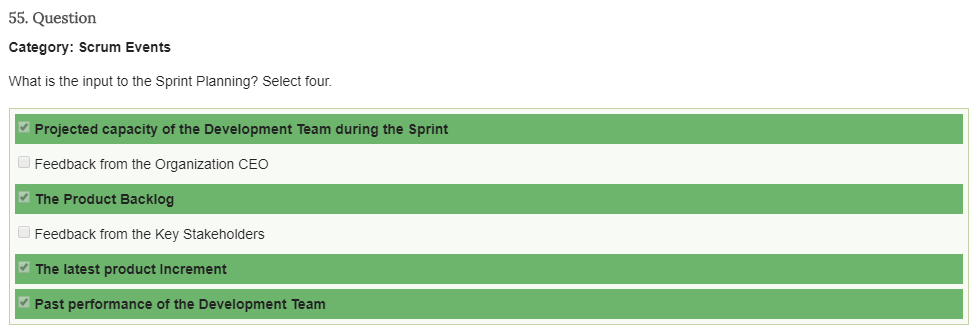 55. Question
Category: Scrum Events
What is the input to the Sprint Planning? Select four.
Projected capacity of the Development Team during the Sprint
Feedback from the Organization CEO
The Product Backlog
Feedback from the Key Stakeholders
The latest product Increment
Past performance of the Development Team